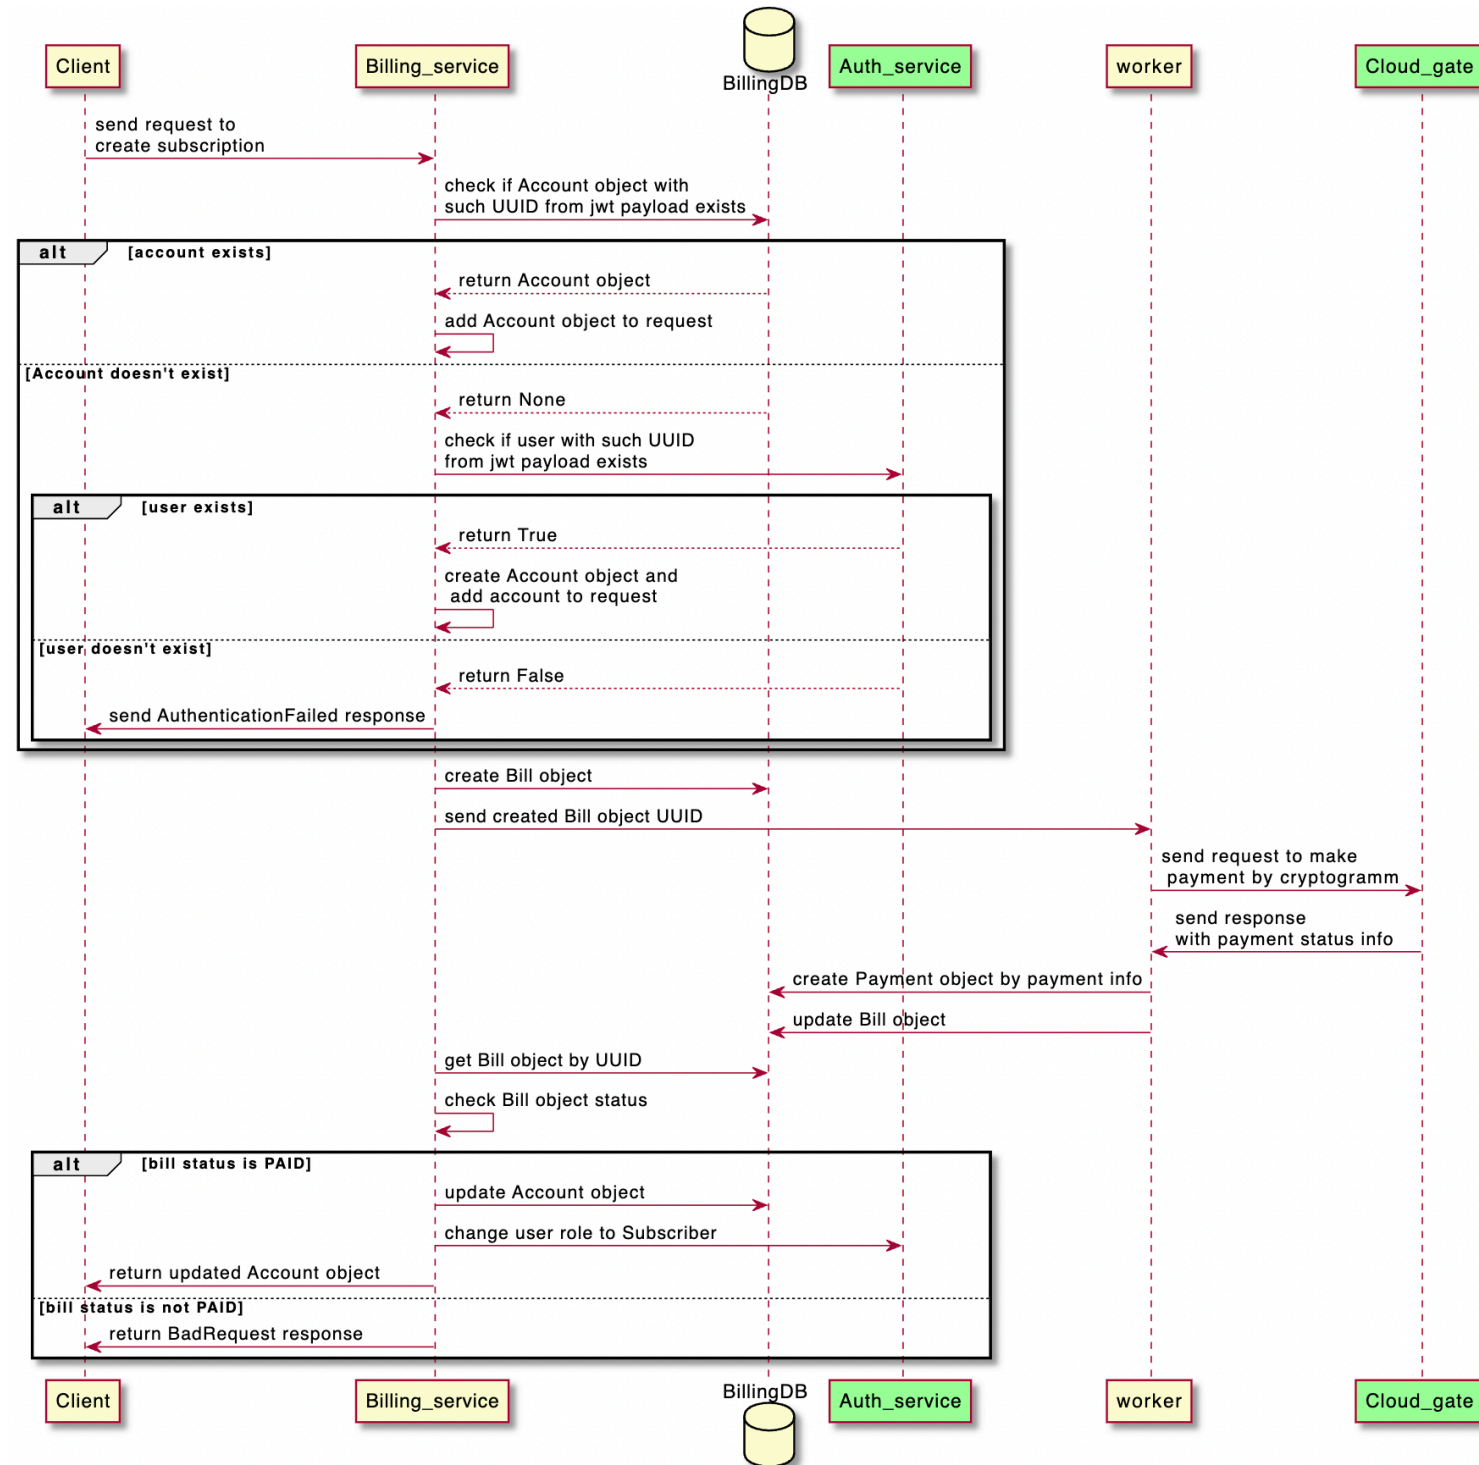 Client
Billing_service
BillingDB
Auth_service
worker
Cloud_gate
send request to
create subscription
check if Account object with
such UUID from jwt payload exists
alt [account exists]
return Account object
add Account object to request
[Account doesn't exist]
return None
check if user with such UUID
from jwt payload exists
alt [user exists]
return True
create Account object and
add account to request
[user doesn't exist]
return False
send AuthenticationFailed response
create Bill object
send created Bill object UUID
send request to make
payment by cryptogramm
send response
with payment status info
create Payment object by payment info
update Bill object
get Bill object by UUID
check Bill object status
alt [bill status is PAID]
update Account object
change user role to Subscriber
return updated Account object
[bill status is not PAID]
return BadRequest response
Client
Billing_service
BillingDB
Auth_service
worker
Cloud_gate